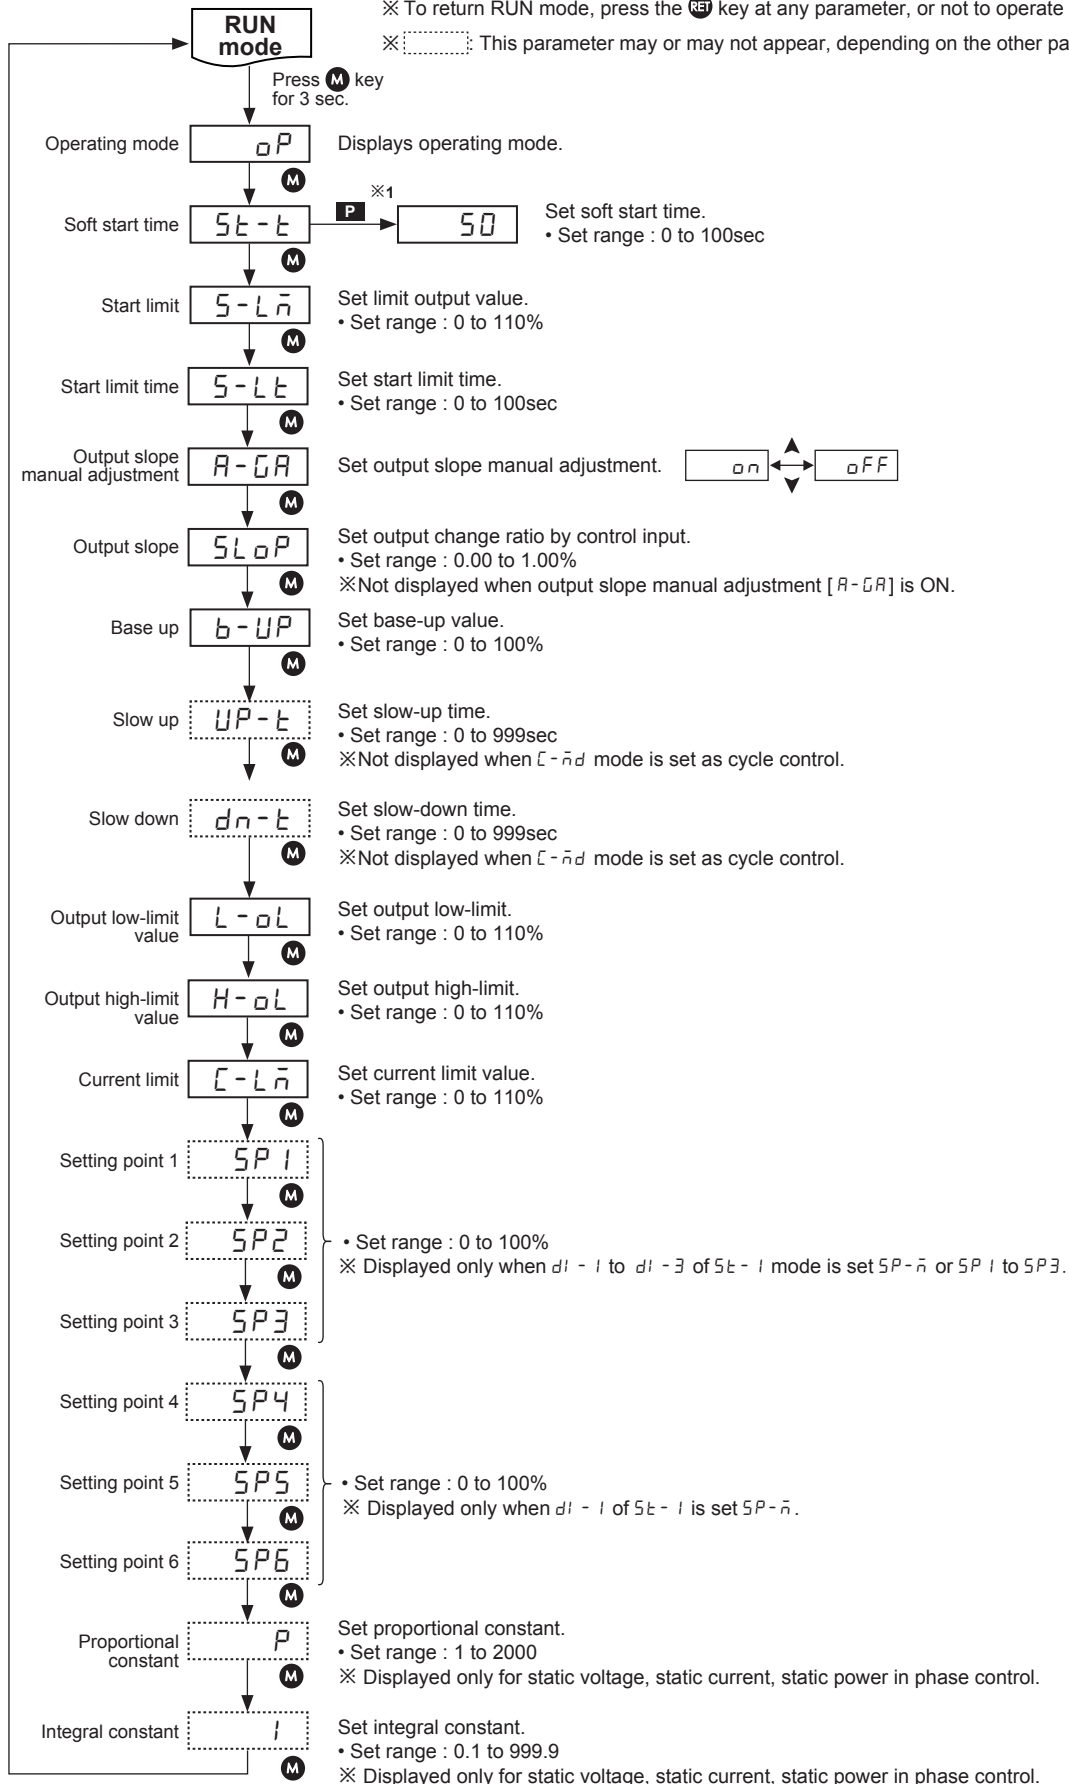 ※ To return RUN mode, press the RET key at any parameter, or not to operate
※ : This parameter may or may not appear, depending on the other pa
RUN
mode
Press M key
for 3 sec.
Operating mode oP Displays operating mode.
M
Soft start time St-t P ※1 50 Set soft start time.
• Set range : 0 to 100sec
M
Start limit S-Lm Set limit output value.
• Set range : 0 to 110%
M
Start limit time S-Lt Set start limit time.
• Set range : 0 to 100sec
M
Output slope
manual adjustment A-GA Set output slope manual adjustment. on oFF
M
Output slope SLoP Set output change ratio by control input.
• Set range : 0.00 to 1.00%
※Not displayed when output slope manual adjustment [A-GA] is ON.
M
Base up b-UP Set base-up value.
• Set range : 0 to 100%
M
Slow up UP-t Set slow-up time.
• Set range : 0 to 999sec
※Not displayed when C-md mode is set as cycle control.
M
Slow down dn-t Set slow-down time.
• Set range : 0 to 999sec
※Not displayed when C-md mode is set as cycle control.
M
Output low-limit
value L-oL Set output low-limit.
• Set range : 0 to 110%
M
Output high-limit
value H-oL Set output high-limit.
• Set range : 0 to 110%
M
Current limit C-Lm Set current limit value.
• Set range : 0 to 110%
M
Setting point 1 SP1
M
Setting point 2 SP2
• Set range : 0 to 100%
※ Displayed only when dI-1 to dI-3 of St-1 mode is set SP-m or SP1 to SP3.
M
Setting point 3 SP3
M
Setting point 4 SP4
M
Setting point 5 SP5
• Set range : 0 to 100%
※ Displayed only when dI-1 of St-1 is set SP-m.
M
Setting point 6 SP6
M
Proportional
constant P Set proportional constant.
• Set range : 1 to 2000
※ Displayed only for static voltage, static current, static power in phase control.
M
Integral constant I Set integral constant.
• Set range : 0.1 to 999.9
※ Displayed only for static voltage, static current, static power in phase control.
M